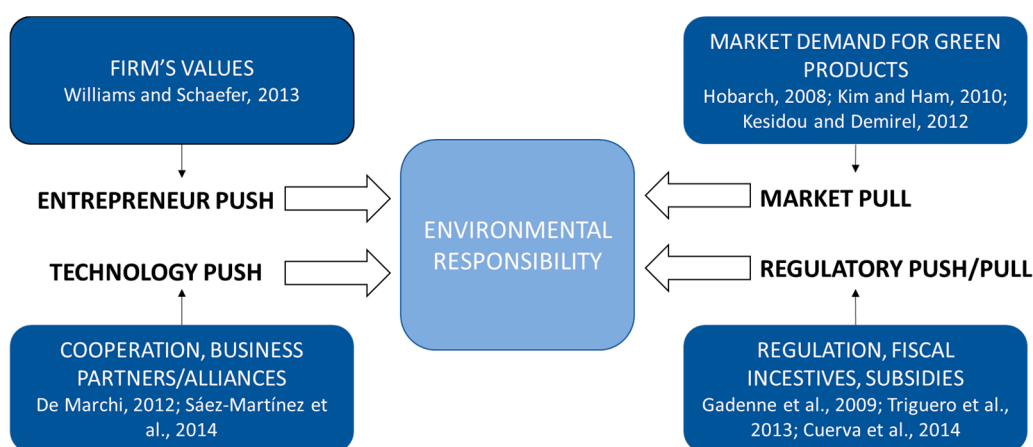 FIRM'S VALUES
Williams and Schaefer, 2013
MARKET DEMAND FOR GREEN
PRODUCTS
Hobarch, 2008; Kim and Ham, 2010;
Kesidou and Demirel, 2012
ENTREPRENEUR PUSH
MARKET PULL
ENVIRONMENTAL
RESPONSIBILITY
TECHNOLOGY PUSH
REGULATORY PUSH/PULL
COOPERATION, BUSINESS
PARTNERS/ALLIANCES
De Marchi, 2012; Sáez-Martínez et
al., 2014
REGULATION, FISCAL
INCESTIVES, SUBSIDIES
Gadenne et al., 2009; Triguero et al.,
2013; Cuerva et al., 2014